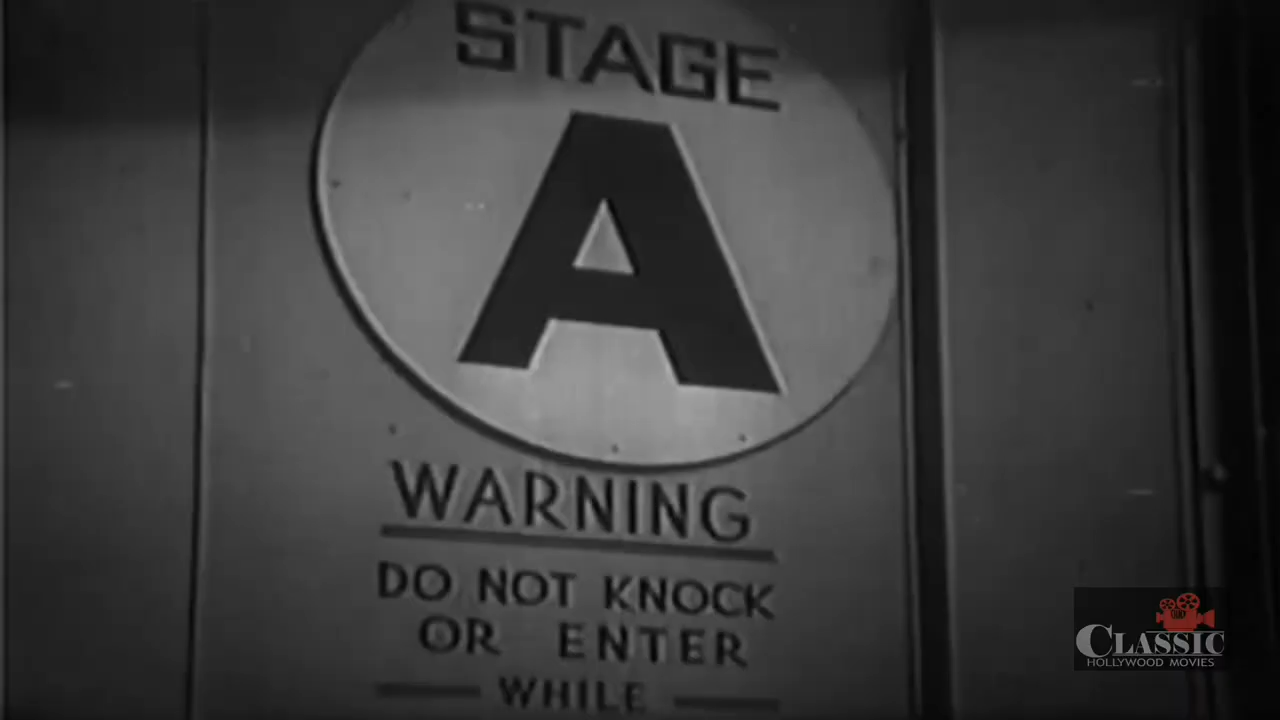 STAGE
A
WARNING
DO NOT KNOCK
OR ENTER
WHILE
CLASSIC
HOLLYWOOD MOVIES